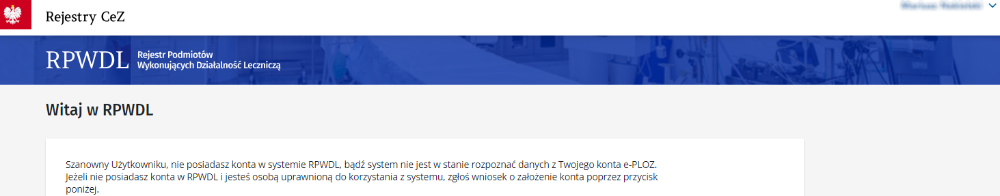 Rejestry CeZ
RPWDL
Rejestr Podmiotów
Wykonujących Działalność Leczniczą
Witaj w RPWDL
Szanowny Użytkowniku, nie posiadasz konta w systemie RPWDL, bądź system nie jest w stanie rozpoznać danych z Twojego konta e-PLOZ.
Jeżeli nie posiadasz konta w RPWDL i jesteś osobą uprawnioną do korzystania z systemu, zgłoś wniosek o założenie konta poprzez przycisk
poniżej.